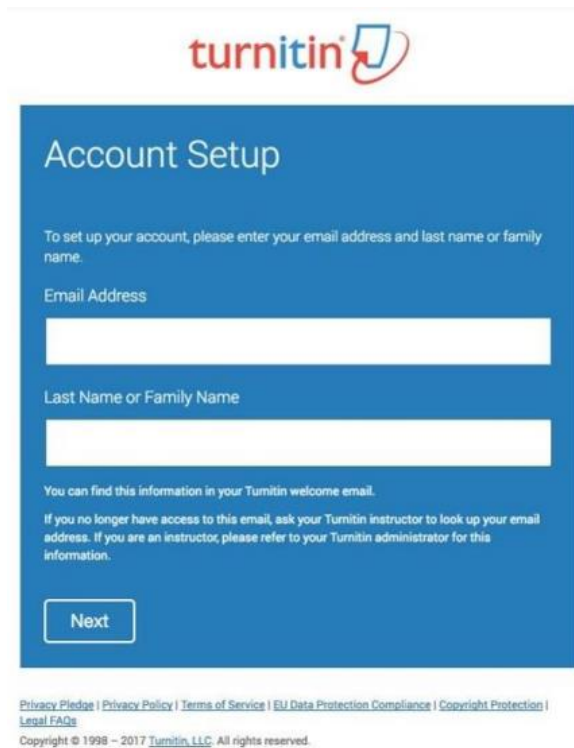 turnitin
Account Setup
To set up your account, please enter your email address and last name or family
name.
Email Address
Last Name or Family Name
You can find this information in your Turnitin welcome email.
If you no longer have access to this email, ask your Turnitin instructor to look up your email
address. If you are an instructor, please refer to your Turnitin administrator for this
information.
Next
Privacy Pledge | Privacy Policy | Terms of Service | EU Data Protection Compliance | Copyright Protection |
Legal FAQs
Copyright © 1998 – 2017 Turnitin, LLC. All rights reserved.